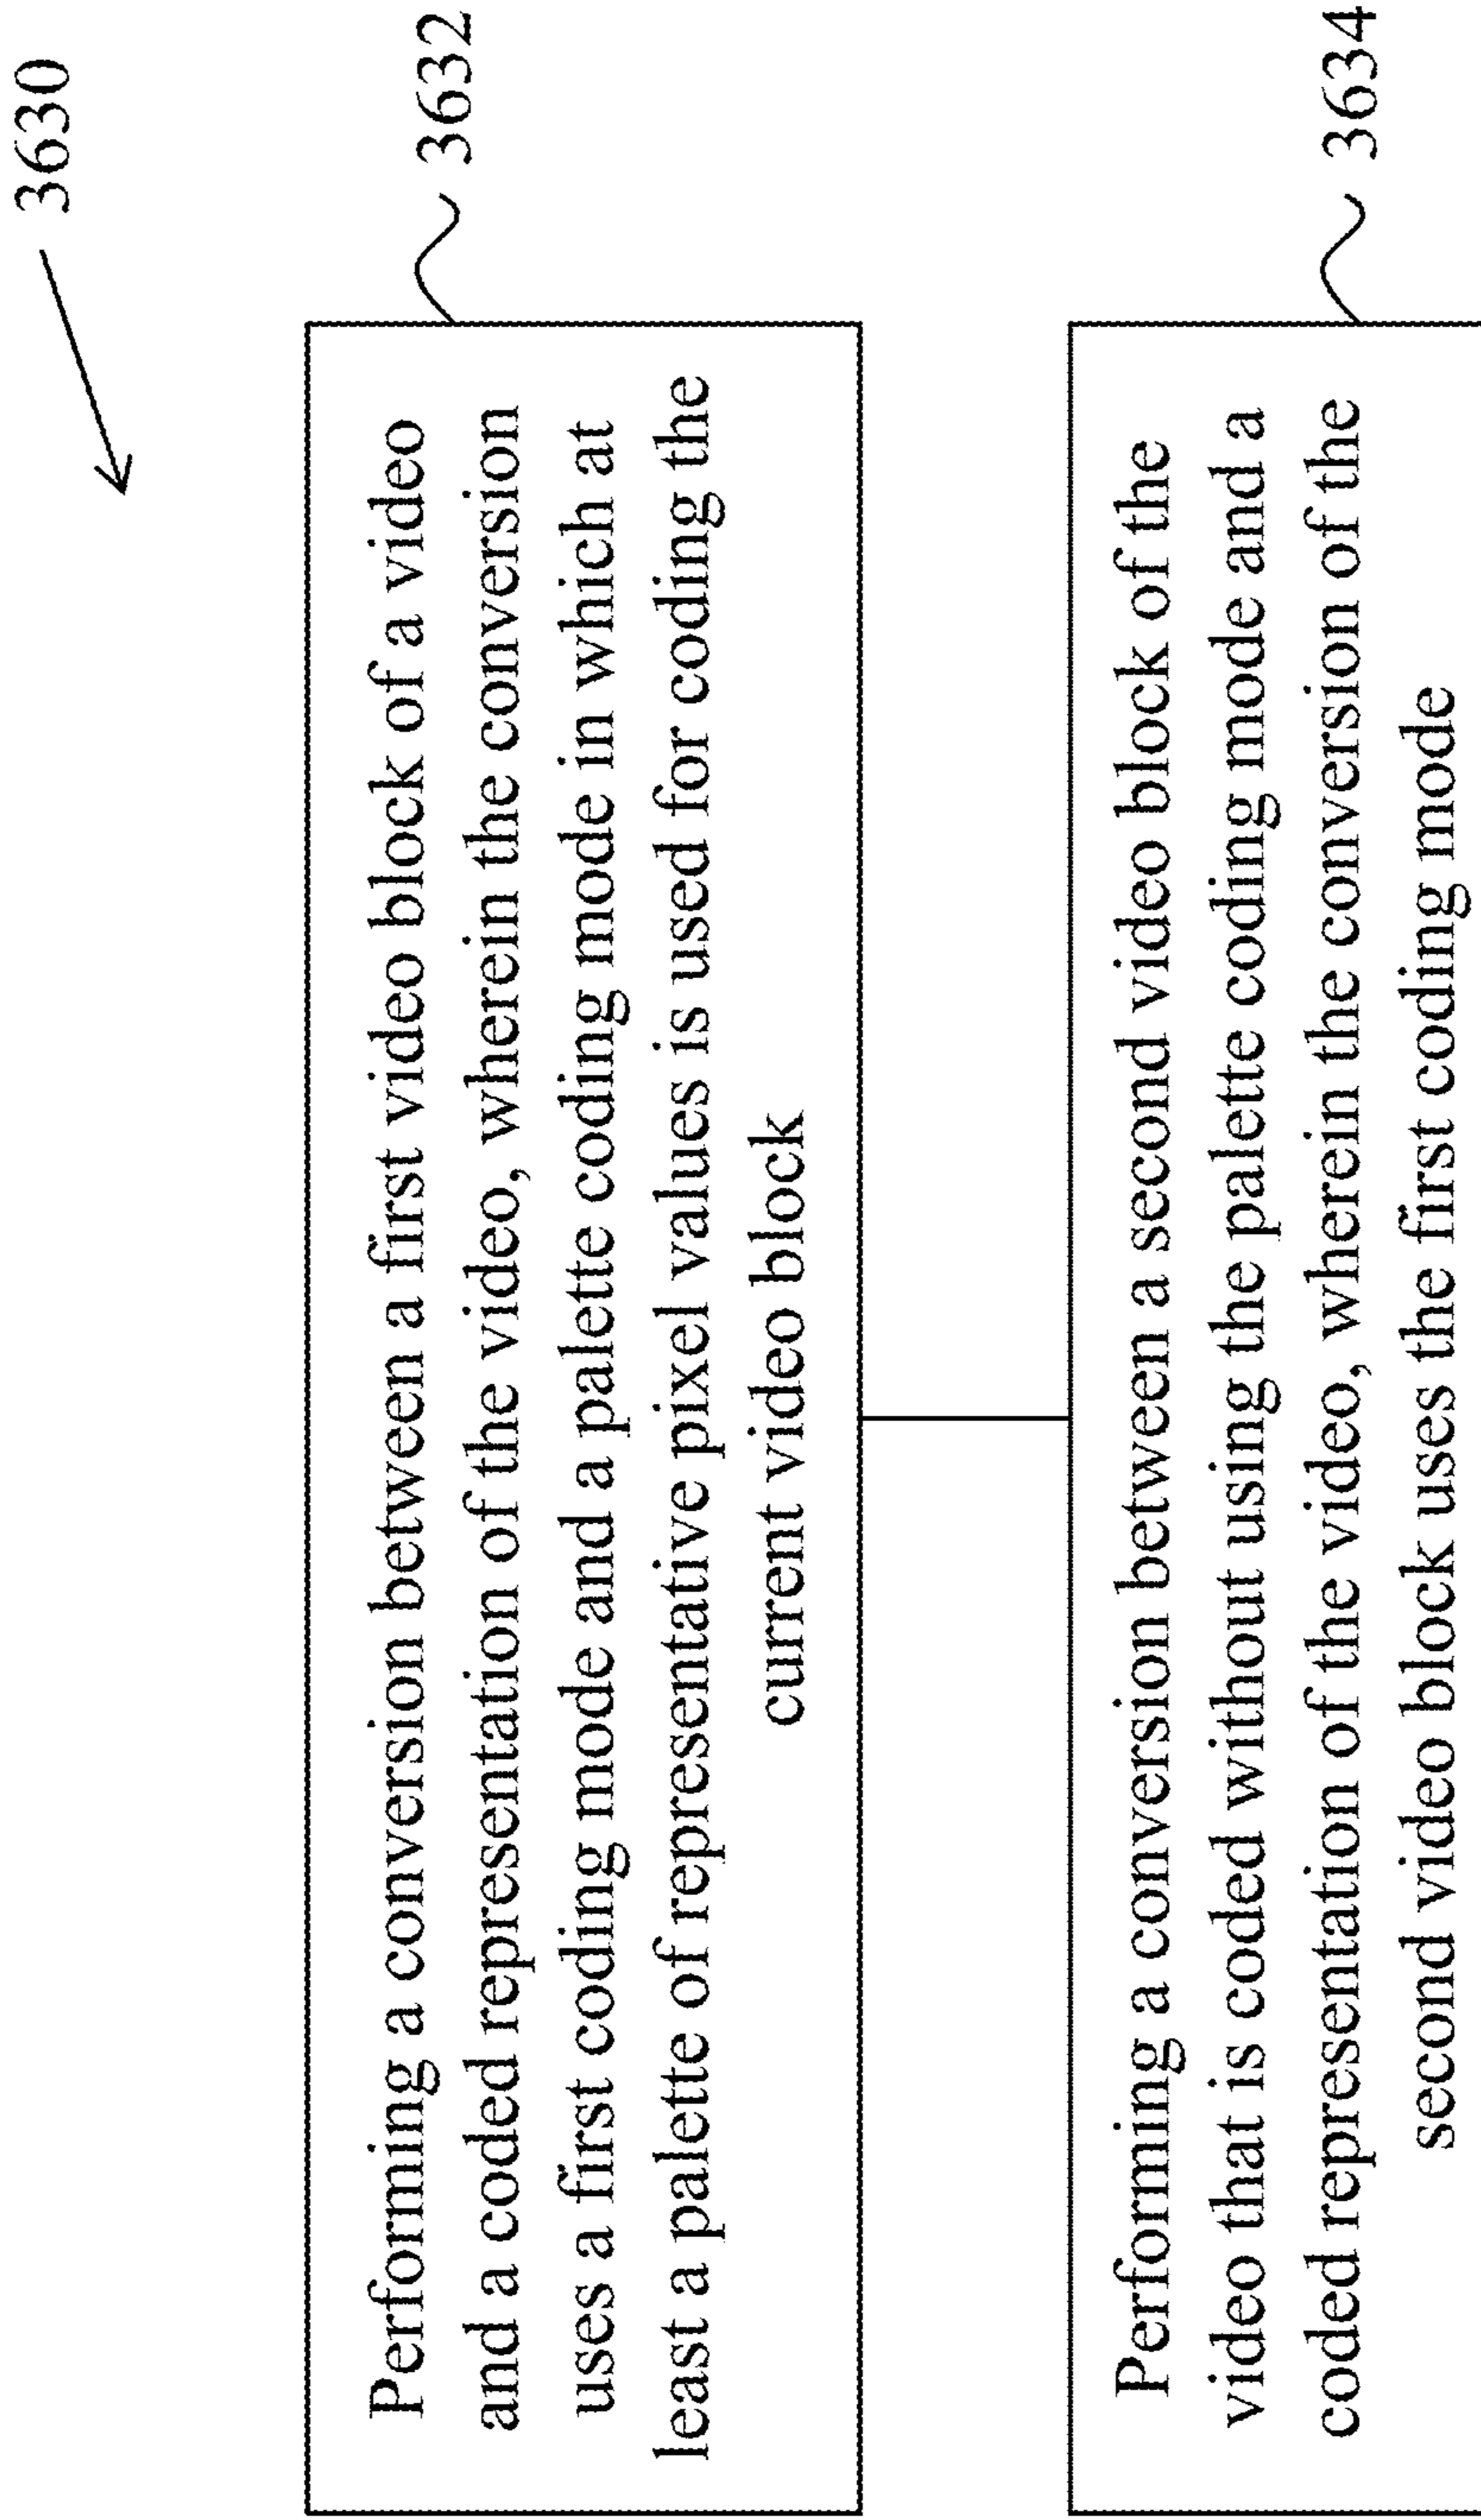 3630
Performing a conversion between a first video block of a video
and a coded representation of the video, wherein the conversion
uses a first coding mode and a palette coding mode in which at
least a palette of representative pixel values is used for coding the
current video block
3632
Performing a conversion between a second video block of the
video that is coded without using the palette coding mode and a
coded representation of the video, wherein the conversion of the
second video block uses the first coding mode
3634